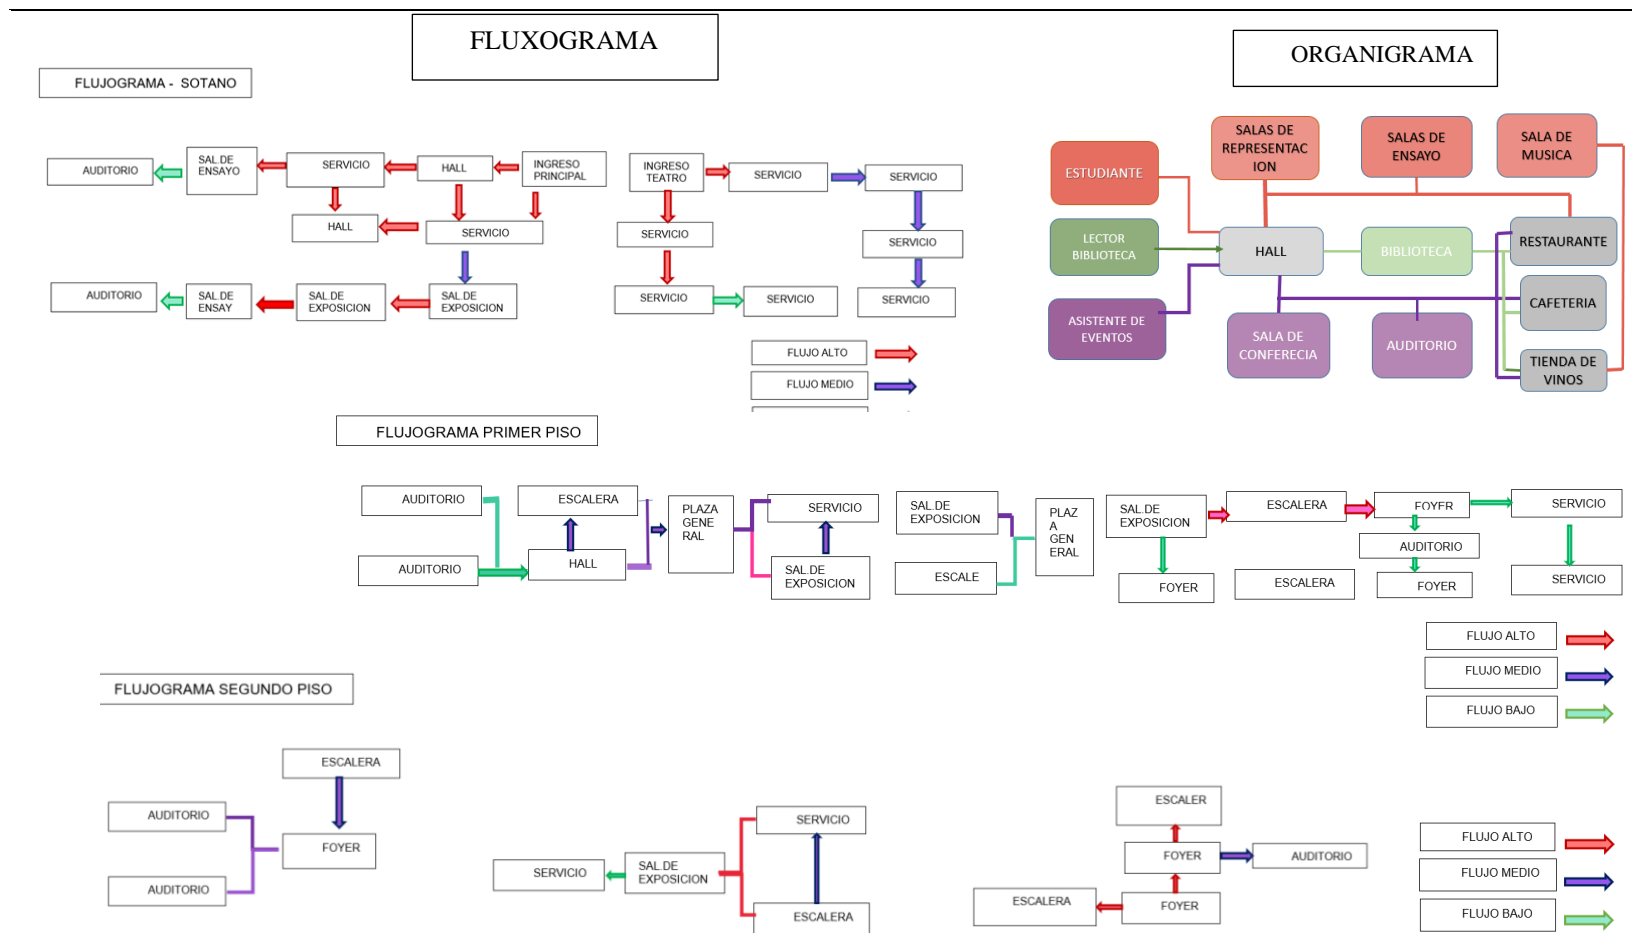 FLUXOGRAMA
ORGANIGRAMA
FLUJOGRAMA - SOTANO
AUDITORIO
SAL.DE
ENSAYO
SERVICIO
HALL
INGRESO
PRINCIPAL
HALL
SERVICIO
AUDITORIO
SAL.DE
ENSAY
SAL.DE
EXPOSICION
SAL.DE
EXPOSICION
INGRESO
TEATRO
SERVICIO
SERVICIO
SERVICIO
SERVICIO
SERVICIO
SERVICIO
SERVICIO
FLUJO ALTO
FLUJO MEDIO
ESTUDIANTE
SALAS DE
REPRESENTAC
ION
SALAS DE
ENSAYO
SALA DE
MUSICA
LECTOR
BIBLIOTECA
HALL
BIBLIOTECA
RESTAURANTE
CAFETERIA
ASISTENTE DE
EVENTOS
SALA DE
CONFERECIA
AUDITORIO
TIENDA DE
VINOS
FLUJOGRAMA PRIMER PISO
AUDITORIO
ESCALERA
AUDITORIO
HALL
PLAZA
GENE
RAL
SERVICIO
SAL.DE
EXPOSICION
SAL.DE
EXPOSICION
ESCALE
PLAZ
A
GEN
ERAL
SAL.DE
EXPOSICION
ESCALERA
FOYER
SERVICIO
AUDITORIO
FOYER
ESCALERA
FOYER
SERVICIO
FLUJO ALTO
FLUJO MEDIO
FLUJO BAJO
FLUJOGRAMA SEGUNDO PISO
ESCALERA
AUDITORIO
FOYER
AUDITORIO
SERVICIO
SERVICIO
SAL.DE
EXPOSICION
ESCALERA
ESCALER
FOYER
AUDITORIO
ESCALERA
FOYER
FLUJO ALTO
FLUJO MEDIO
FLUJO BAJO